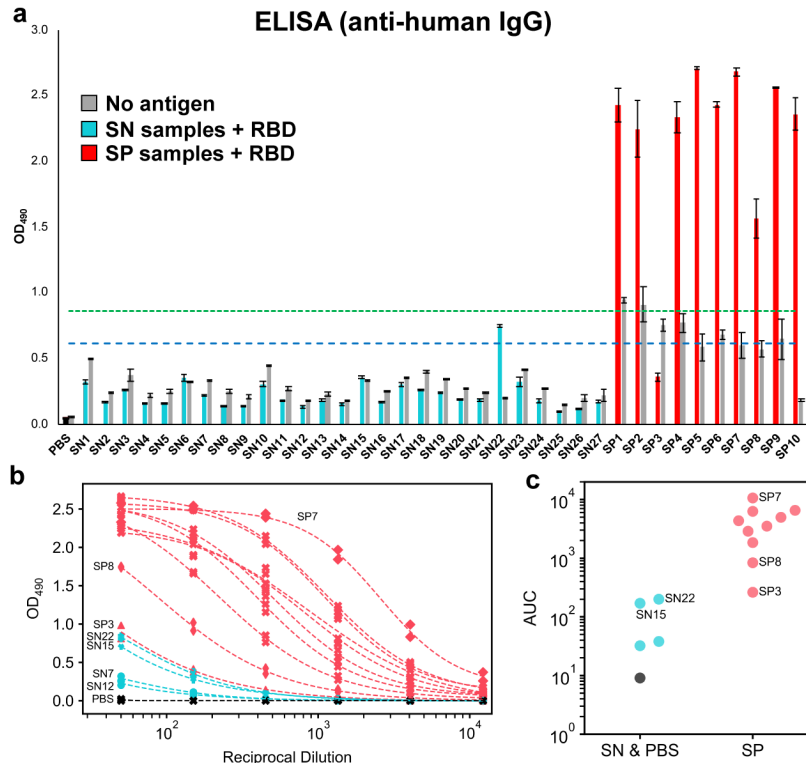 a
ELISA (anti-human IgG)
3.0
2.5
2.0
1.5
1.0
0.5
0.0
OD490
No antigen
SN samples + RBD
SP samples + RBD
PBS SN1 SN2 SN3 SN4 SN5 SN6 SN7 SN8 SN9 SN10 SN11 SN12 SN13 SN14 SN15 SN16 SN17 SN18 SN19 SN20 SN21 SN22 SN23 SN24 SN25 SN26 SN27 SP1 SP2 SP3 SP4 SP5 SP6 SP7 SP8 SP9 SP10
b
2.5
2.0
1.5
1.0
0.5
0.0
OD490
SP7
SP8
SP3
SN22
SN15
SN7
SN12
PBS
10² 10³ 10⁴
Reciprocal Dilution
c
10⁴
10³
10²
10¹
10⁰
AUC
SP7
SP8
SP3
SN22
SN15
SN & PBS SP